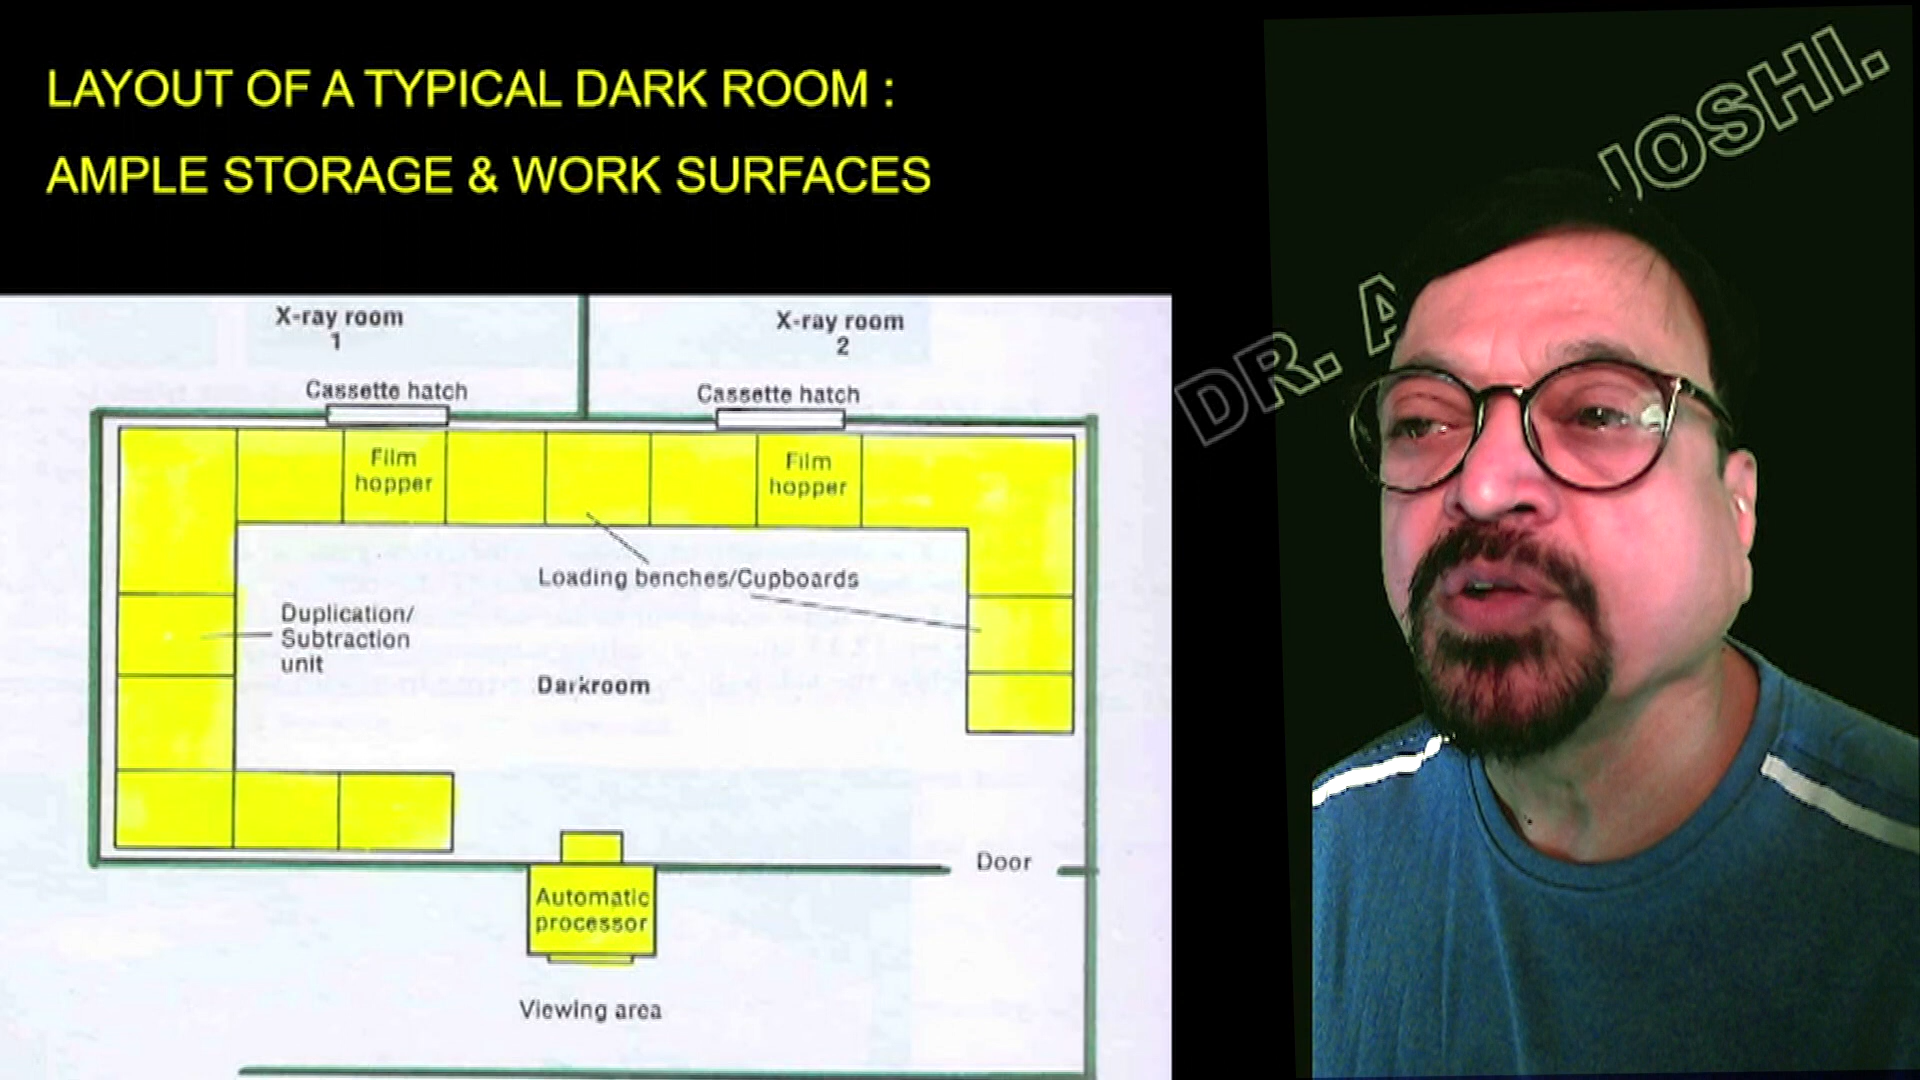 LAYOUT OF A TYPICAL DARK ROOM :
AMPLE STORAGE & WORK SURFACES
X-ray room
1
X-ray room
2
Cassette hatch
Cassette hatch
Film
hopper
Film
hopper
Loading benches/Cupboards
Duplication/
Subtraction
unit
Darkroom
Door
Automatic
processor
Viewing area
DR. A
JOSHI.